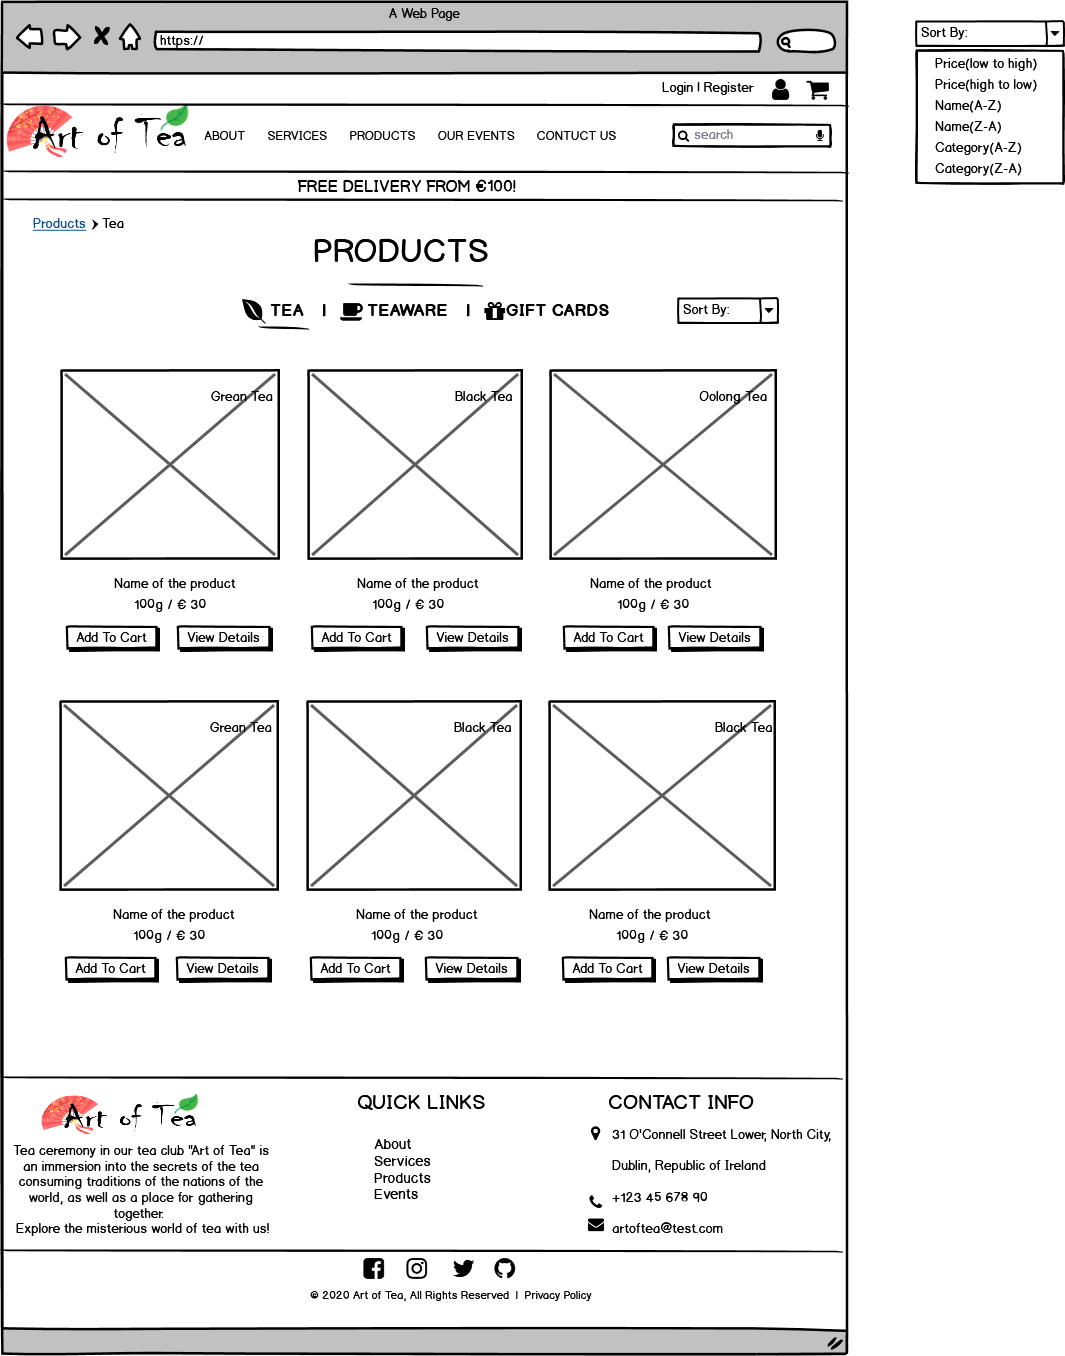 A Web Page
https://
Login | Register
Art of Tea
ABOUT SERVICES PRODUCTS OUR EVENTS CONTUCT US
search
FREE DELIVERY FROM €100!
Products > Tea
PRODUCTS
TEA | TEAWARE | GIFT CARDS
Sort By:
Grean Tea Black Tea Oolong Tea
Name of the product Name of the product Name of the product
100g / € 30 100g / € 30 100g / € 30
Add To Cart View Details Add To Cart View Details Add To Cart View Details
Grean Tea Black Tea Black Tea
Name of the product Name of the product Name of the product
100g / € 30 100g / € 30 100g / € 30
Add To Cart View Details Add To Cart View Details Add To Cart View Details
Art of Tea
Tea ceremony in our tea club "Art of Tea" is
an immersion into the secrets of the tea
consuming traditions of the nations of the
world, as well as a place for gathering
together.
Explore the misterious world of tea with us!
QUICK LINKS
About
Services
Products
Events
CONTACT INFO
31 O'Connell Street Lower, North City,
Dublin, Republic of Ireland
+123 45 678 90
artoftea@test.com
© 2020 Art of Tea, All Rights Reserved | Privacy Policy
Sort By:
Price(low to high)
Price(high to low)
Name(A-Z)
Name(Z-A)
Category(A-Z)
Category(Z-A)